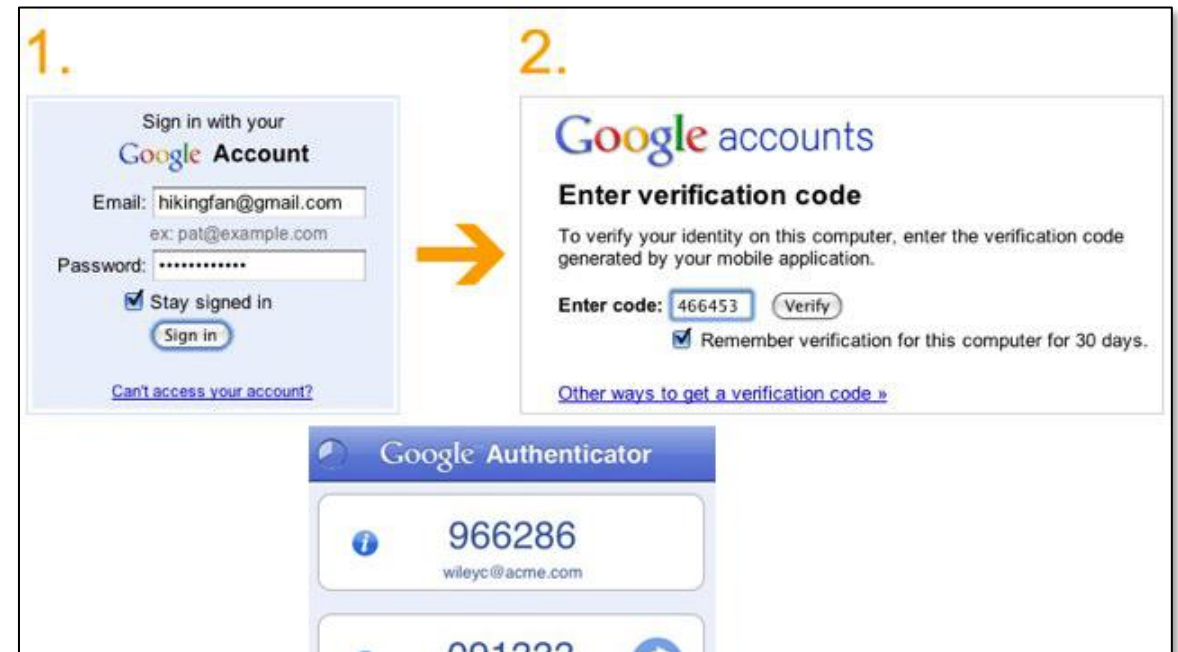 1.
Sign in with your
Google Account
Email: hikingfan@gmail.com
ex: pat@example.com
Password: ••••••••••••
Stay signed in
Sign in
Can't access your account?
2.
Google accounts
Enter verification code
To verify your identity on this computer, enter the verification code
generated by your mobile application.
Enter code: 466453 Verify
Remember verification for this computer for 30 days.
Other ways to get a verification code »
Google Authenticator
966286
wileyc@acme.com